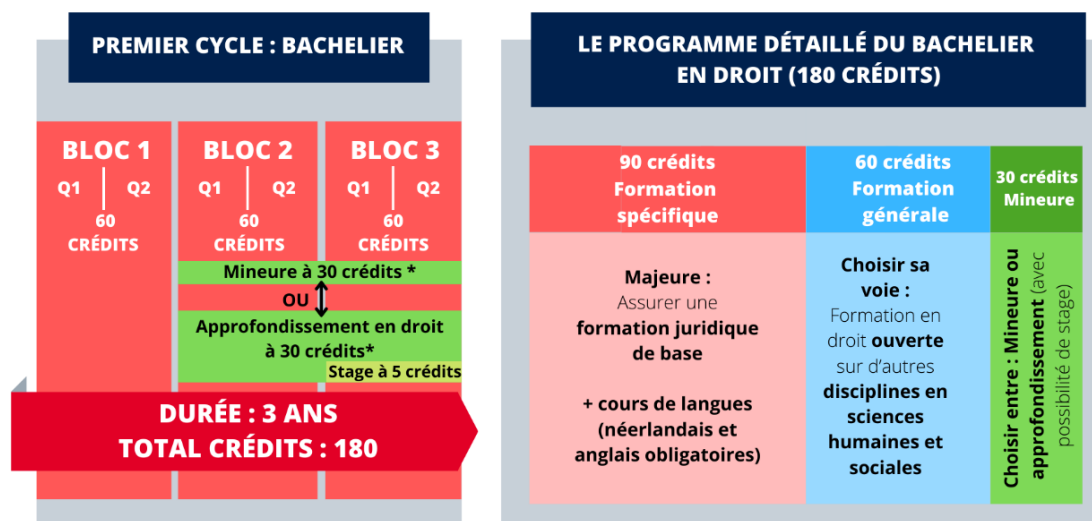 PREMIER CYCLE : BACHELIER
BLOC 1
Q1 Q2
60
CRÉDITS
BLOC 2
Q1 Q2
60
CRÉDITS
BLOC 3
Q1 Q2
60
CRÉDITS
Mineure à 30 crédits *
OU
Approfondissement en droit
à 30 crédits*
Stage à 5 crédits
DURÉE : 3 ANS
TOTAL CRÉDITS : 180
LE PROGRAMME DÉTAILLÉ DU BACHELIER
EN DROIT (180 CRÉDITS)
90 crédits
Formation
spécifique
Majeure :
Assurer une
formation juridique
de base
+ cours de langues
(néerlandais et
anglais obligatoires)
60 crédits
Formation
générale
Choisir sa
voie :
Formation en
droit ouverte
sur d'autres
disciplines en
sciences
humaines et
sociales
30 crédits
Mineure
Choisir entre : Mineure ou
approfondissement (avec
possibilité de stage)